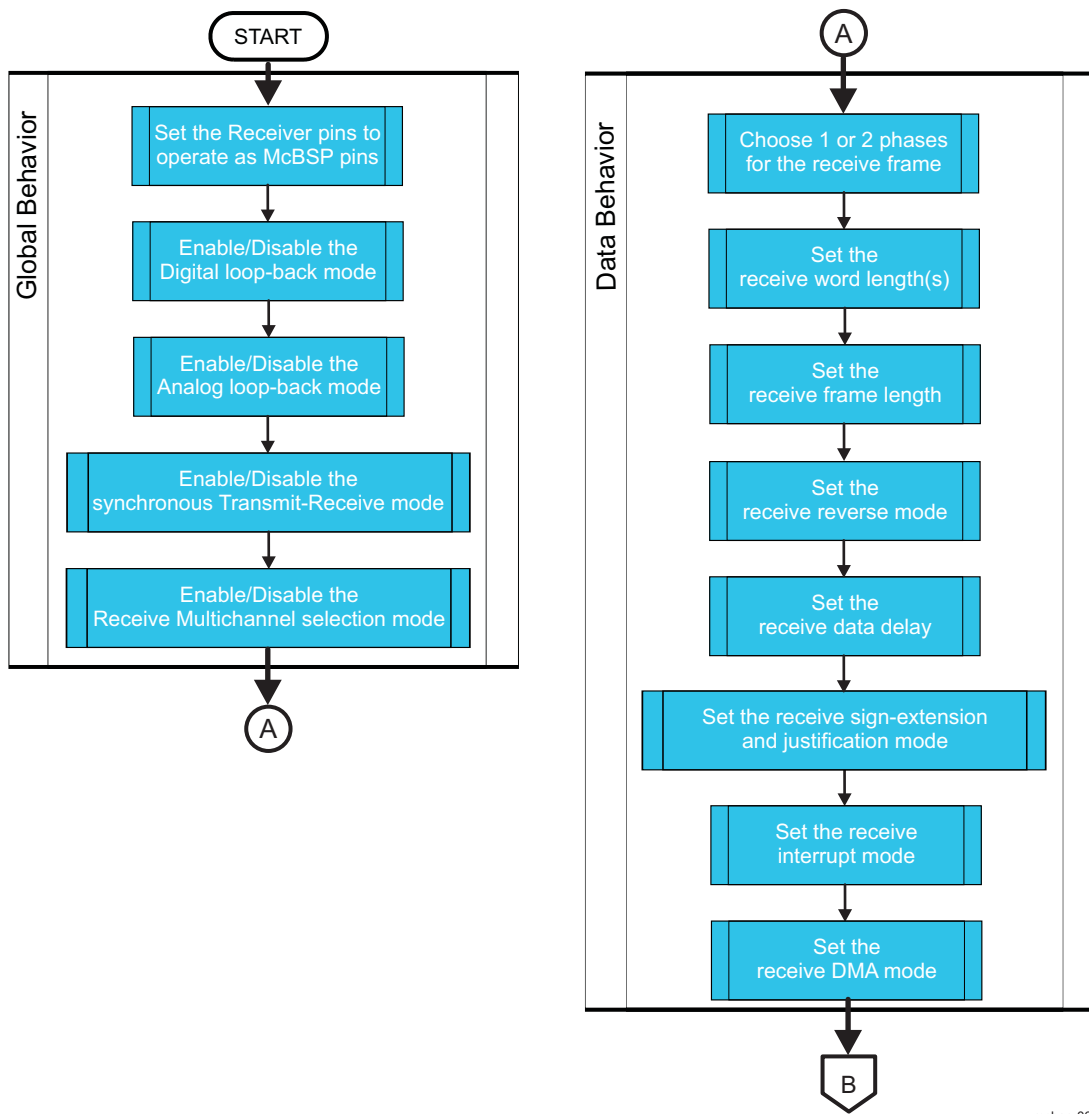 START
Global Behavior
Set the Receiver pins to
operate as McBSP pins
Enable/Disable the
Digital loop-back mode
Enable/Disable the
Analog loop-back mode
Enable/Disable the
synchronous Transmit-Receive mode
Enable/Disable the
Receive Multichannel selection mode
A
A
Data Behavior
Choose 1 or 2 phases
for the receive frame
Set the
receive word length(s)
Set the
receive frame length
Set the
receive reverse mode
Set the
receive data delay
Set the receive sign-extension
and justification mode
Set the receive
interrupt mode
Set the
receive DMA mode
B